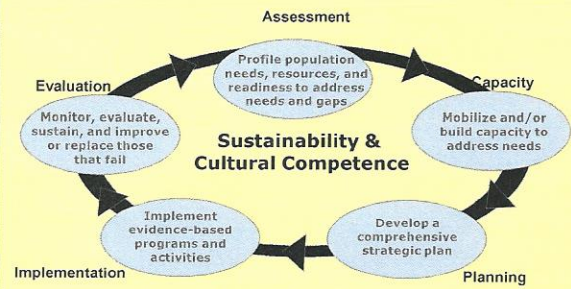 Assessment
Profile population
needs, resources, and
readiness to address
needs and gaps
Capacity
Mobilize and/or
build capacity to
address needs
Planning
Develop a
comprehensive
strategic plan
Implementation
Implement
evidence-based
programs and
activities
Evaluation
Monitor, evaluate,
sustain, and improve
or replace those
that fail
Sustainability &
Cultural Competence